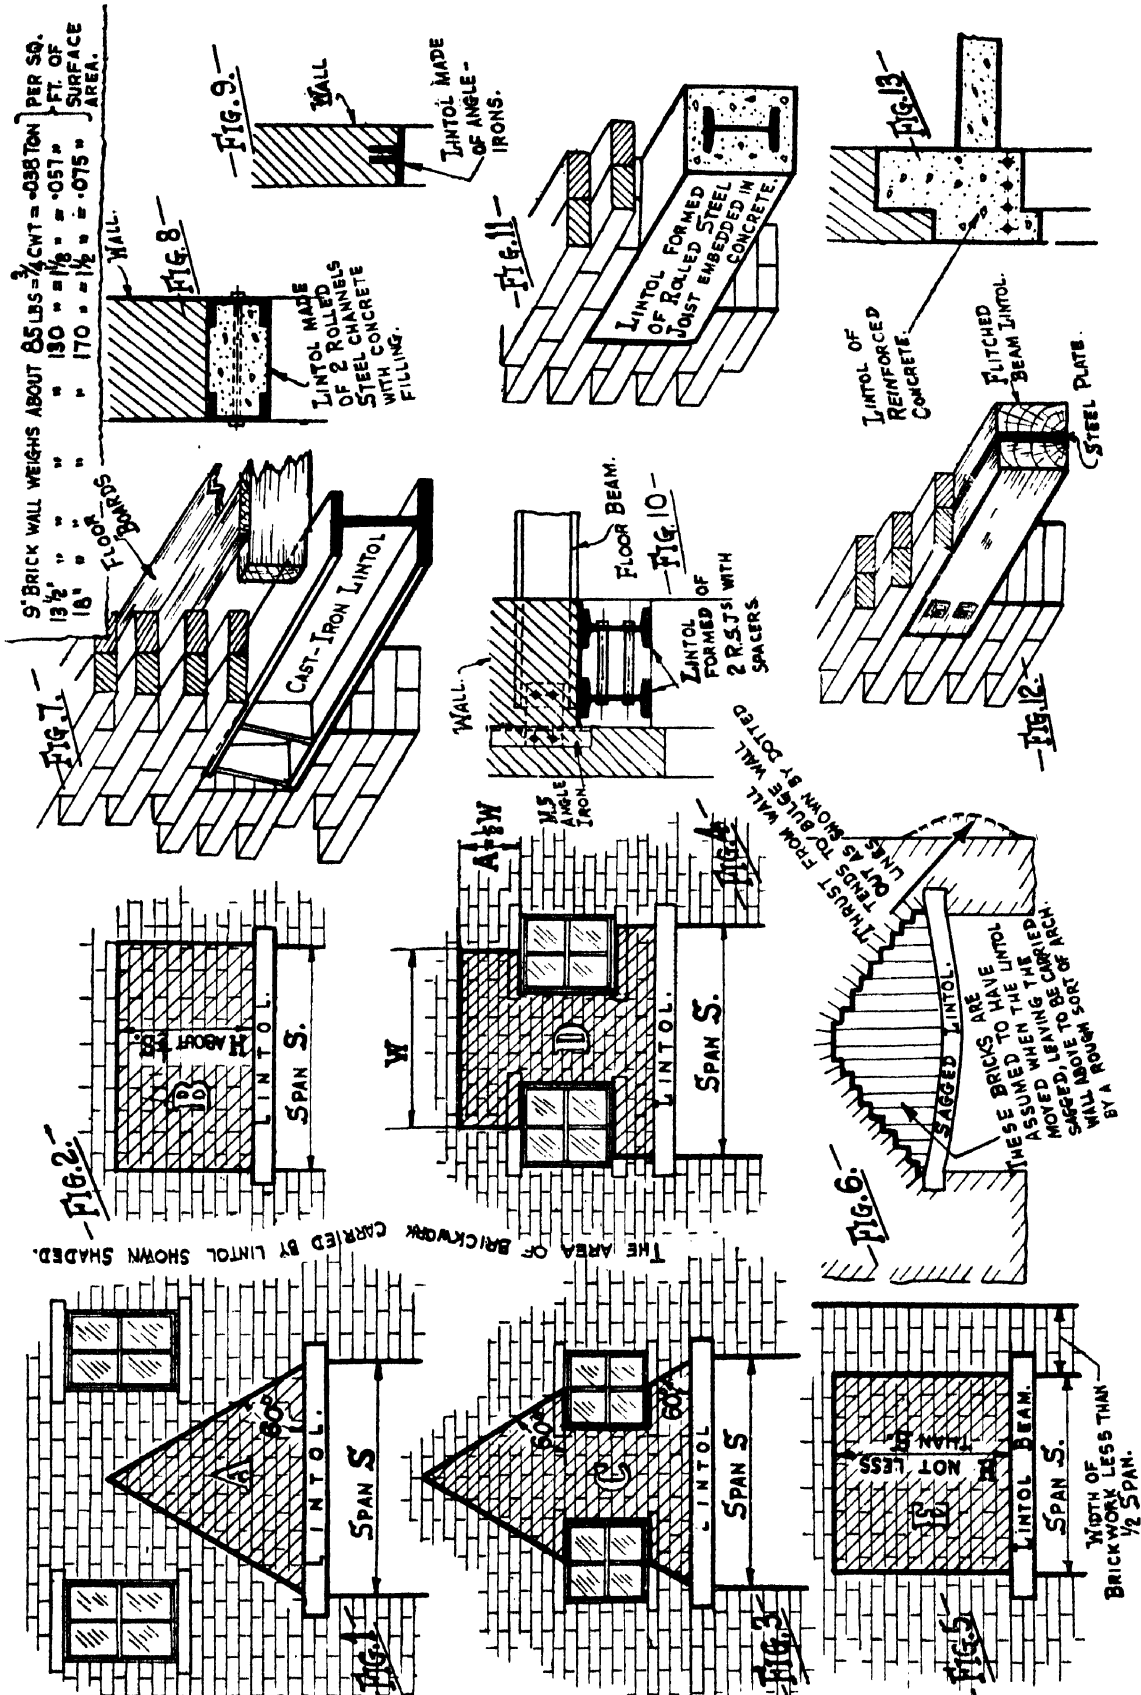 9" BRICK WALL WEIGHS ABOUT 85 LBS = 3/4 CWT = .038 TON } PER SQ.
13 1/2" " " " " 130 " = 1 1/8 " = .057 " } FT. OF
18" " " " " 170 " = 1 1/2 " = .075 " } SURFACE
AREA.
-FIG. 7.-
FLOOR
BOARDS
CAST-IRON LINTOL
WALL.
-FIG. 8-
LINTOL MADE
OF 2 ROLLED
STEEL CHANNELS
WITH CONCRETE
FILLING.
-FIG. 9.-
WALL
LINTOL MADE
OF ANGLE-
IRONS.
-FIG. 2.-
B
H ABOUT
LINTOL.
SPAN S.
-FIG. 1-
A
60°
LINTOL.
SPAN S
THE AREA OF BRICKWORK CARRIED BY LINTOL SHOWN SHADED.
-FIG. 3-
C
60°
60°
LINTOL
SPAN S
-FIG. 4-
W
A = 1/3 W
D
LINTOL.
SPAN S.
WALL.
M.S
ANGLE
IRON.
FLOOR BEAM.
-FIG. 10-
LINTOL
FORMED OF
2 R.S.JS WITH
SPACERS.
-FIG. 11-
LINTOL FORMED
OF ROLLED STEEL
JOIST EMBEDDED IN
CONCRETE.
-FIG. 5-
H NOT LESS
THAN
LINTOL BEAM.
SPAN S.
WIDTH OF
BRICKWORK LESS THAN
1/2 SPAN.
-FIG. 6.-
SAGGED LINTOL.
THESE BRICKS ARE
ASSUMED TO HAVE
MOVED WHEN THE LINTOL
SAGGED, LEAVING THE
WALL ABOVE TO BE CARRIED
BY A ROUGH SORT OF ARCH.
THRUST FROM WALL
TENDS TO BULGE WALL
OUT AS SHOWN BY DOTTED
LINES
-FIG. 12.-
FLITCHED
BEAM LINTOL.
STEEL PLATE.
-FIG. 13-
LINTOL OF
REINFORCED
CONCRETE.